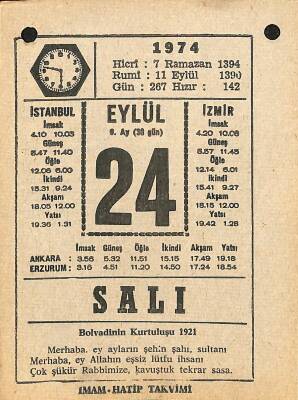 1974
Hicrî : 7 Ramazan 1394
Rumî : 11 Eylül 1390
Gün : 267 Hızır : 142
İSTANBUL
İmsak
4.10 10.03
Güneş
5.47 11.40
Öğle
12.06 6.00
İkindi
15.31 9.24
Akşam
18.05 12.00
Yatsı
19.36 1.31
EYLÜL
9. Ay (30 gün)
24
İZMİR
İmsak
4.20 10.06
Güneş
5.58 11.45
Öğle
12.14 6.01
İkindi
15.41 9.27
Akşam
18.15 12.00
Yatsı
19.42 1.28
İmsak Güneş Öğle İkindi Akşam Yatsı
ANKARA : 3.56 5.32 11.51 15.15 17.49 19.18
ERZURUM : 3.16 4.51 11.20 14.50 17.24 18.54
SALI
Bolvadinin Kurtuluşu 1921
Merhaba, ey ayların şehin şahı, sultanı
Merhaba, ey Allahın eşsiz lütfu ihsanı
Çok şükür Rabbimize, kavuştuk tekrar sasa.
İMAM-HATİP TAKVİMİ